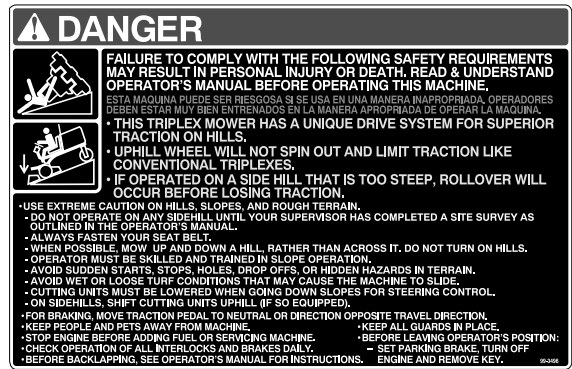 DANGER
FAILURE TO COMPLY WITH THE FOLLOWING SAFETY REQUIREMENTS
MAY RESULT IN PERSONAL INJURY OR DEATH. READ & UNDERSTAND
OPERATOR'S MANUAL BEFORE OPERATING THIS MACHINE.
ESTA MAQUINA PUEDE SER RIESGOSA SI SE USA EN UNA MANERA INAPROPRIADA. OPERADORES
DEBEN ESTAR MUY BIEN ENTRENADOS EN LA MANERA APROPRIADA DE OPERAR LA MAQUINA.
• THIS TRIPLEX MOWER HAS A UNIQUE DRIVE SYSTEM FOR SUPERIOR
TRACTION ON HILLS.
• UPHILL WHEEL WILL NOT SPIN OUT AND LIMIT TRACTION LIKE
CONVENTIONAL TRIPLEXES.
• IF OPERATED ON A SIDE HILL THAT IS TOO STEEP, ROLLOVER WILL
OCCUR BEFORE LOSING TRACTION.
•USE EXTREME CAUTION ON HILLS, SLOPES, AND ROUGH TERRAIN.
- DO NOT OPERATE ON ANY SIDEHILL UNTIL YOUR SUPERVISOR HAS COMPLETED A SITE SURVEY AS
OUTLINED IN THE OPERATOR'S MANUAL.
- ALWAYS FASTEN YOUR SEAT BELT.
- WHEN POSSIBLE, MOW UP AND DOWN A HILL, RATHER THAN ACROSS IT. DO NOT TURN ON HILLS.
- OPERATOR MUST BE SKILLED AND TRAINED IN SLOPE OPERATION.
- AVOID SUDDEN STARTS, STOPS, HOLES, DROP OFFS, OR HIDDEN HAZARDS IN TERRAIN.
- AVOID WET OR LOOSE TURF CONDITIONS THAT MAY CAUSE THE MACHINE TO SLIDE.
- CUTTING UNITS MUST BE LOWERED WHEN GOING DOWN SLOPES FOR STEERING CONTROL.
- ON SIDEHILLS, SHIFT CUTTING UNITS UPHILL (IF SO EQUIPPED).
•FOR BRAKING, MOVE TRACTION PEDAL TO NEUTRAL OR DIRECTION OPPOSITE TRAVEL DIRECTION.
•KEEP PEOPLE AND PETS AWAY FROM MACHINE.
•STOP ENGINE BEFORE ADDING FUEL OR SERVICING MACHINE.
•CHECK OPERATION OF ALL INTERLOCKS AND BRAKES DAILY.
•BEFORE BACKLAPPING, SEE OPERATOR'S MANUAL FOR INSTRUCTIONS.
•KEEP ALL GUARDS IN PLACE.
•BEFORE LEAVING OPERATOR'S POSITION:
– SET PARKING BRAKE, TURN OFF
ENGINE AND REMOVE KEY.
99-3496